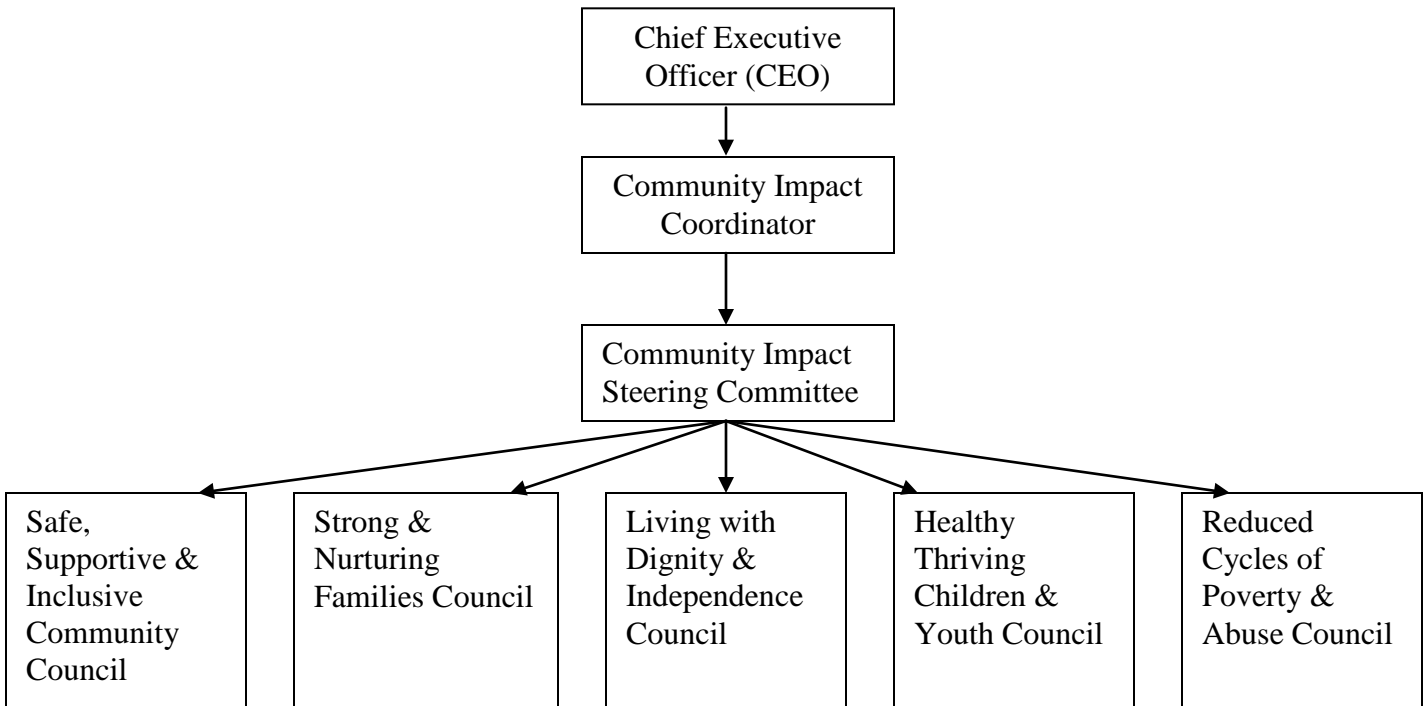 Chief Executive
Officer (CEO)
Community Impact
Coordinator
Community Impact
Steering Committee
Safe,
Supportive &
Inclusive
Community
Council
Strong &
Nurturing
Families Council
Living with
Dignity &
Independence
Council
Healthy
Thriving
Children &
Youth Council
Reduced
Cycles of
Poverty &
Abuse Council